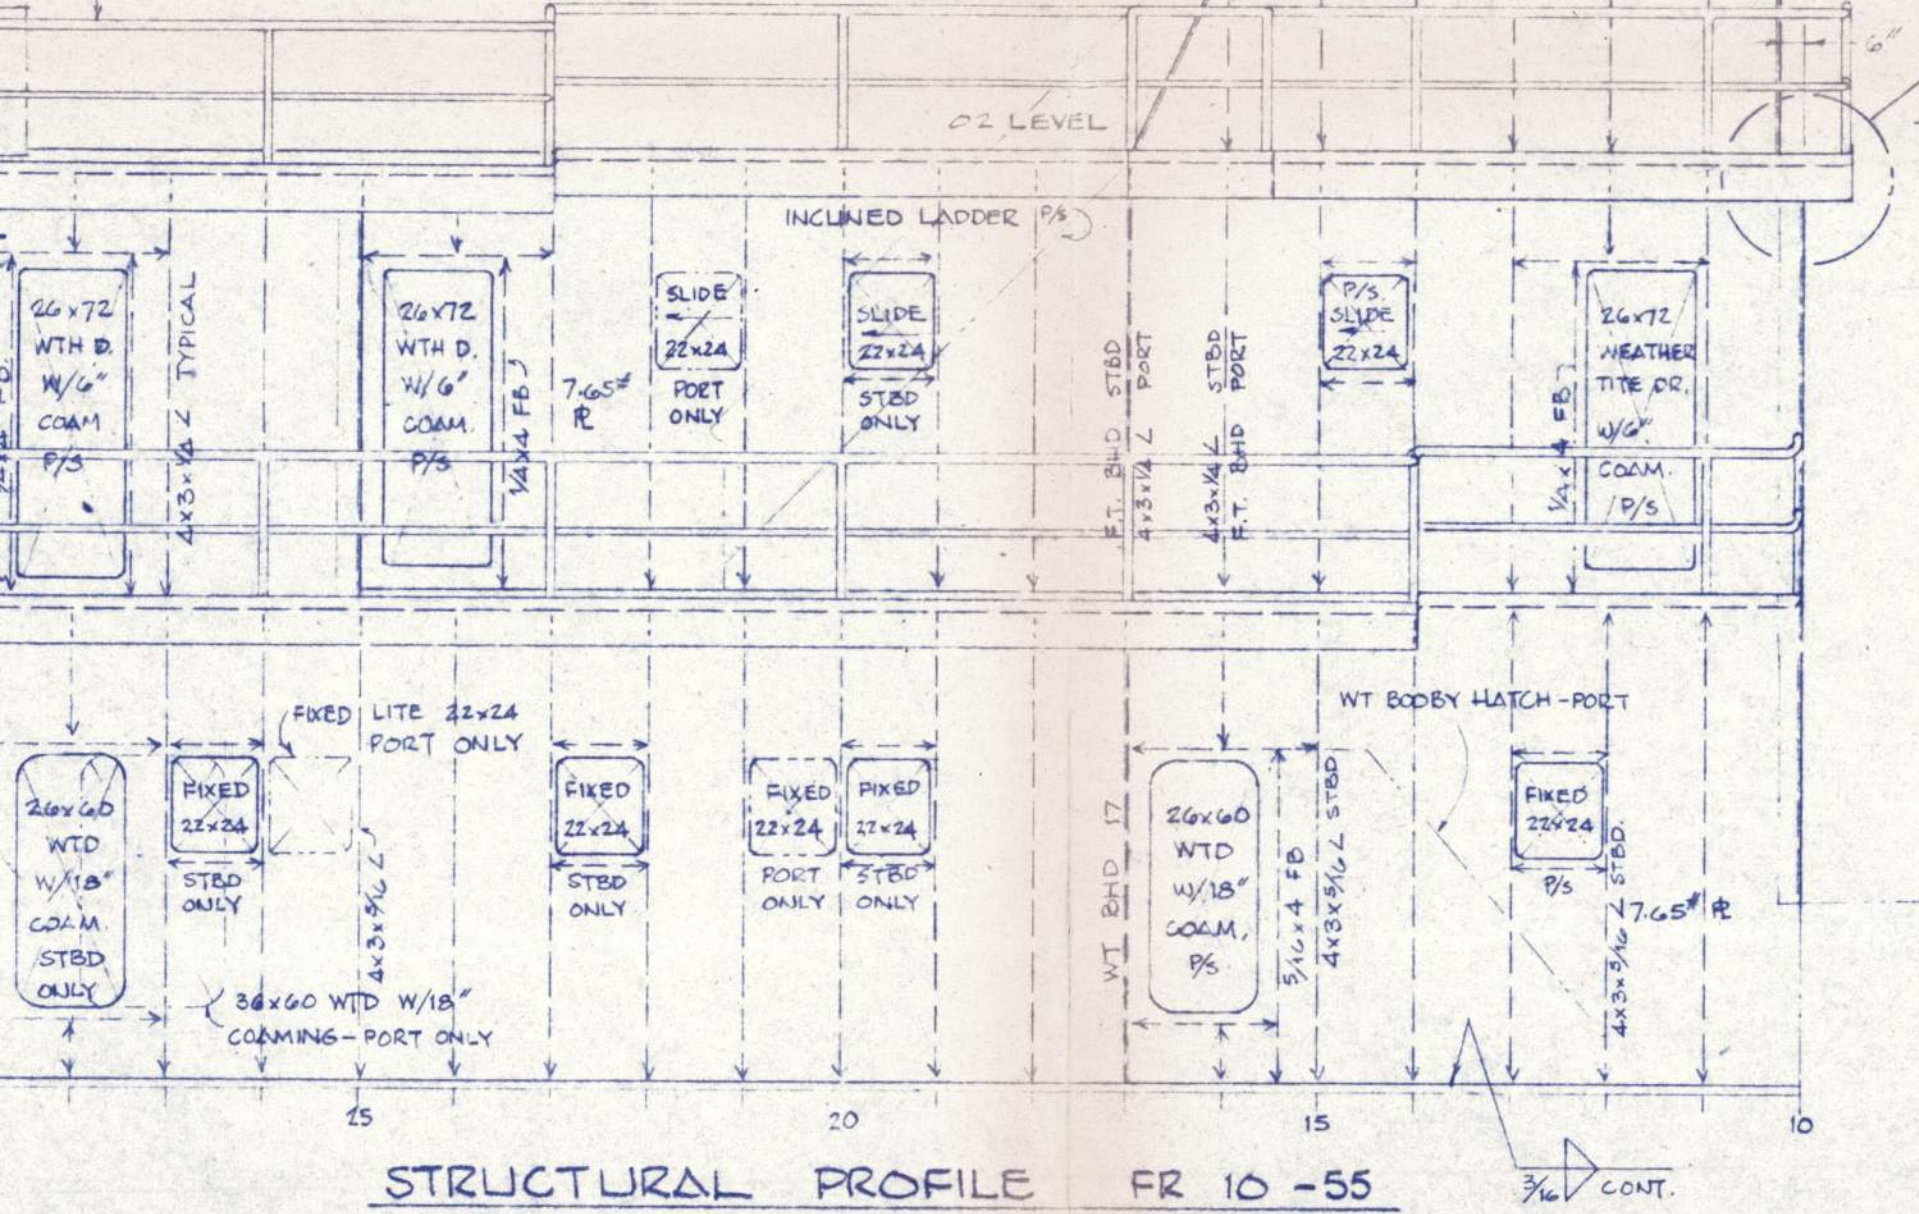 6"
02 LEVEL
INCLINED LADDER P/S
26x72
WTH D.
W/6"
COAM
P/S
4x3x1/4 L TYPICAL
26x72
WTH D.
W/6"
COAM.
P/S
1/4x4 FB
7.65# PL
SLIDE
22x24
PORT
ONLY
SLIDE
22x24
STBD
ONLY
F.T. BHD STBD
4x3x1/4 L PORT
4x3x1/4 L STBD
F.T. BHD PORT
P/S.
SLIDE
22x24
1/4x4 FB
26x72
WEATHER
TITE DR.
W/6"
COAM.
P/S
FIXED LITE 22x24
PORT ONLY
WT BOOBY HATCH-PORT
26x60
WTD
W/18"
COAM.
STBD
ONLY
FIXED
22x24
STBD
ONLY
4x3x5/16 L
36x60 WTD W/18"
COAMING-PORT ONLY
FIXED
22x24
STBD
ONLY
FIXED
22x24
PORT
ONLY
FIXED
22x24
STBD
ONLY
WT BHD 17
26x60
WTD
W/18"
COAM.
P/S
5/16x4 FB
4x3x5/16 L STBD
FIXED
22x24
P/S
4x3x5/16 L STBD.
7.65# PL
25
20
15
10
STRUCTURAL PROFILE FR 10-55
3/16 CONT.